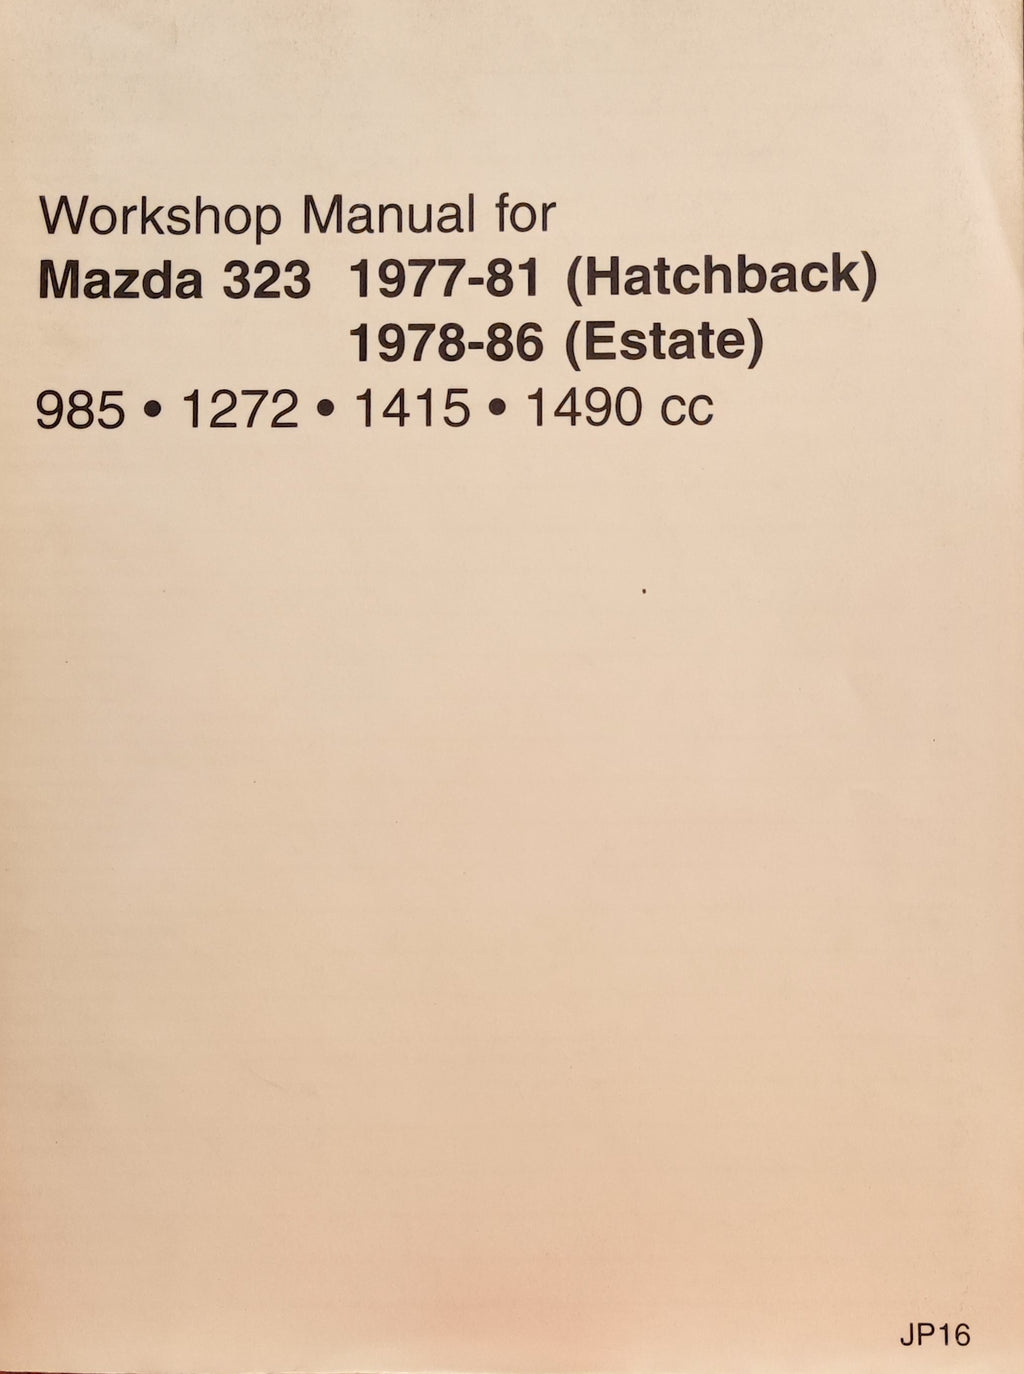 Workshop Manual for
Mazda 323 1977-81 (Hatchback)
1978-86 (Estate)
985 • 1272 • 1415 • 1490 cc
JP16